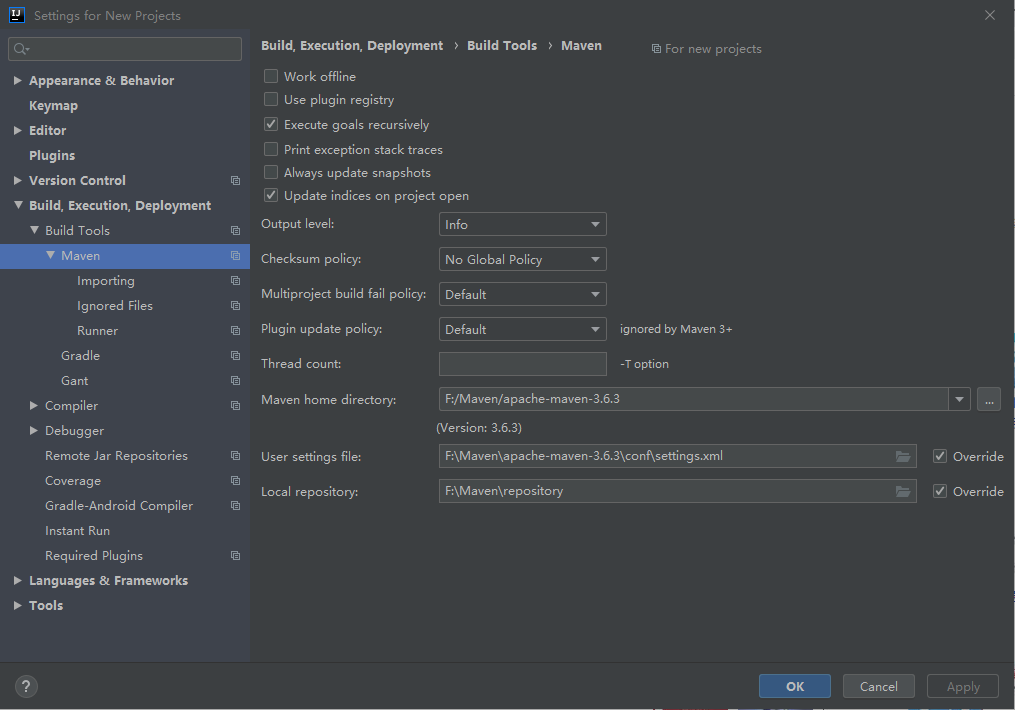 Settings for New Projects
Appearance & Behavior
Keymap
Editor
Plugins
Version Control
Build, Execution, Deployment
Build Tools
Maven
Importing
Ignored Files
Runner
Gradle
Gant
Compiler
Debugger
Remote Jar Repositories
Coverage
Gradle-Android Compiler
Instant Run
Required Plugins
Languages & Frameworks
Tools
Build, Execution, Deployment › Build Tools › Maven For new projects
Work offline
Use plugin registry
Execute goals recursively
Print exception stack traces
Always update snapshots
Update indices on project open
Output level: Info
Checksum policy: No Global Policy
Multiproject build fail policy: Default
Plugin update policy: Default ignored by Maven 3+
Thread count: -T option
Maven home directory: F:/Maven/apache-maven-3.6.3 ...
(Version: 3.6.3)
User settings file: F:\Maven\apache-maven-3.6.3\conf\settings.xml Override
Local repository: F:\Maven\repository Override
? OK Cancel Apply